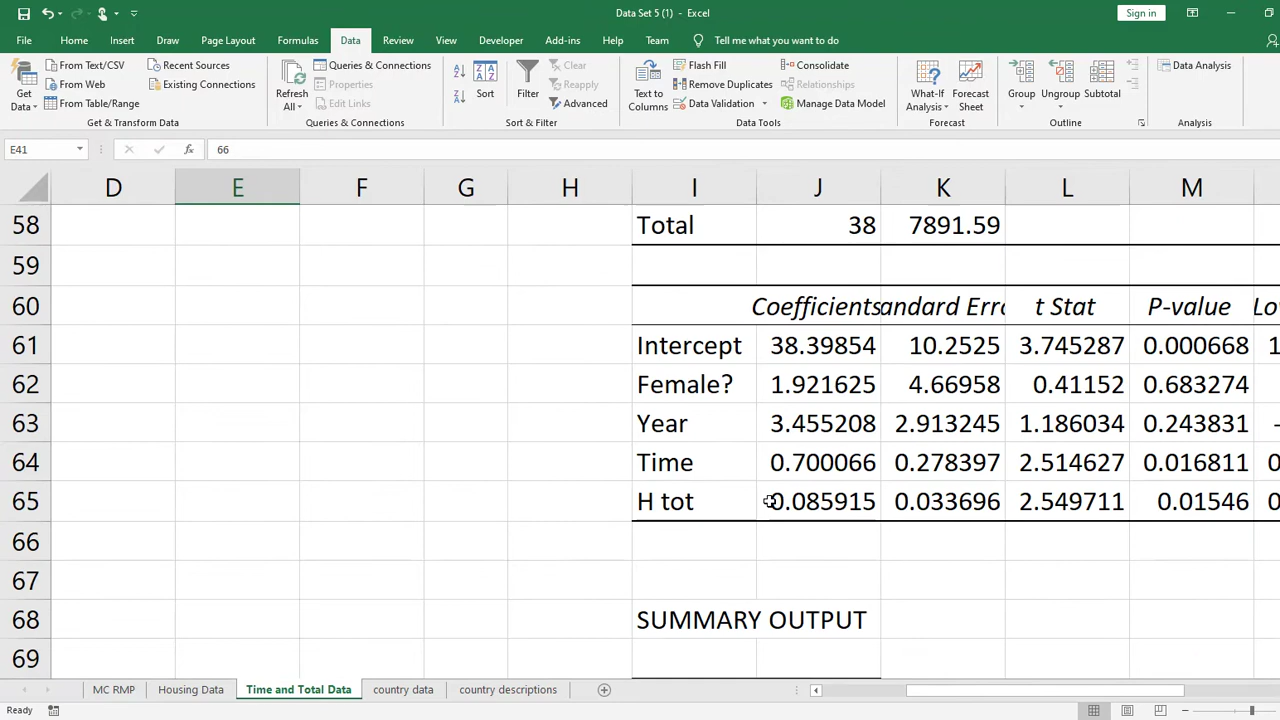 Data Set 5 (1) - Excel
Sign in
File Home Insert Draw Page Layout Formulas Data Review View Developer Add-ins Help Team Tell me what you want to do
Get Data
From Text/CSV
From Web
From Table/Range
Recent Sources
Existing Connections
Get & Transform Data
Refresh All
Queries & Connections
Properties
Edit Links
Queries & Connections
Sort
Filter
Clear
Reapply
Advanced
Sort & Filter
Text to Columns
Flash Fill
Remove Duplicates
Data Validation
Consolidate
Relationships
Manage Data Model
Data Tools
What-If Analysis
Forecast Sheet
Forecast
Group
Ungroup
Subtotal
Outline
Data Analysis
Analysis
E41 fx 66
D E F G H I J K L M
58 Total 38 7891.59
59
60 Coefficients andard Erro t Stat P-value Lo
61 Intercept 38.39854 10.2525 3.745287 0.000668 1
62 Female? 1.921625 4.66958 0.41152 0.683274
63 Year 3.455208 2.913245 1.186034 0.243831 -
64 Time 0.700066 0.278397 2.514627 0.016811 0
65 H tot 0.085915 0.033696 2.549711 0.01546 0
66
67
68 SUMMARY OUTPUT
69
MC RMP Housing Data Time and Total Data country data country descriptions
Ready